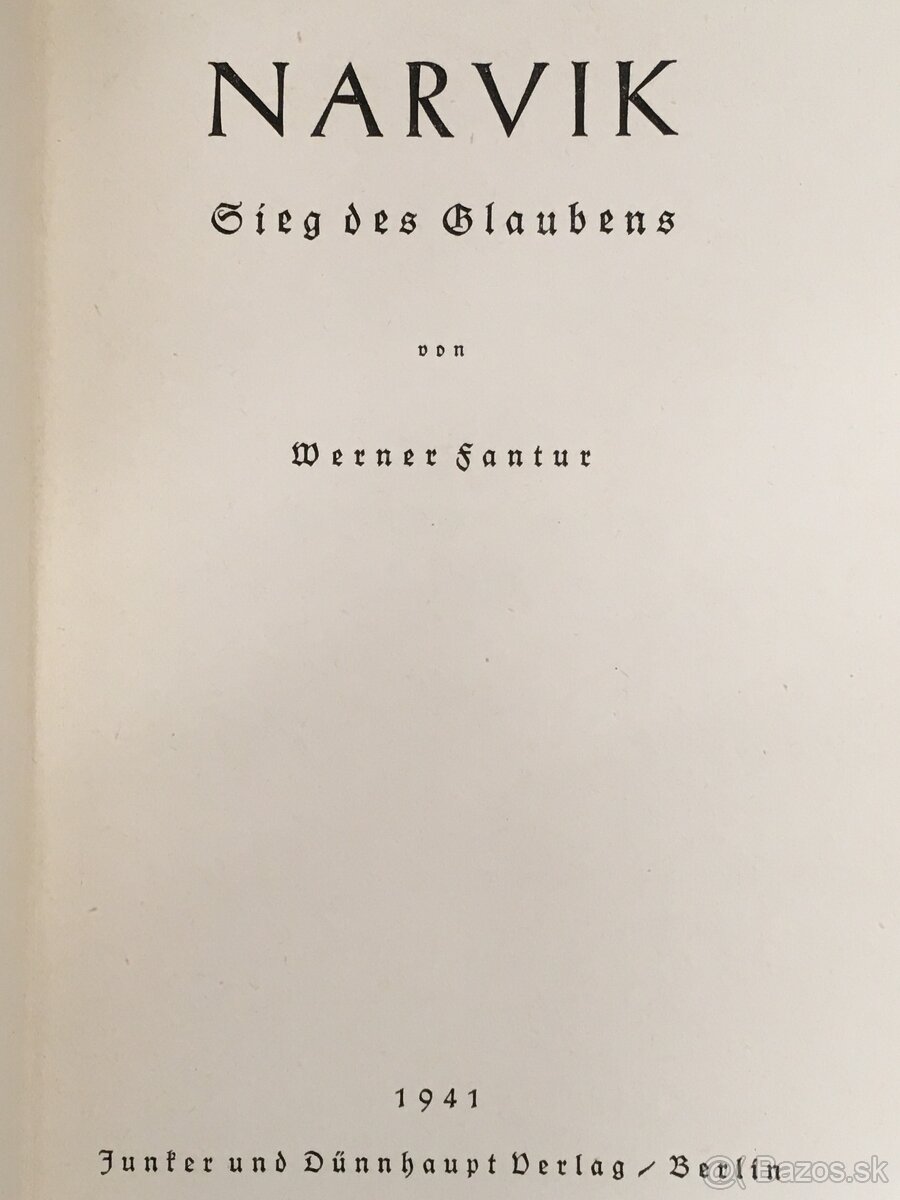 NARVIK
Sieg des Glaubens
von
Werner Fantur
1941
Junker und Dünnhaupt Verlag / Berlin
@ Bazos.sk